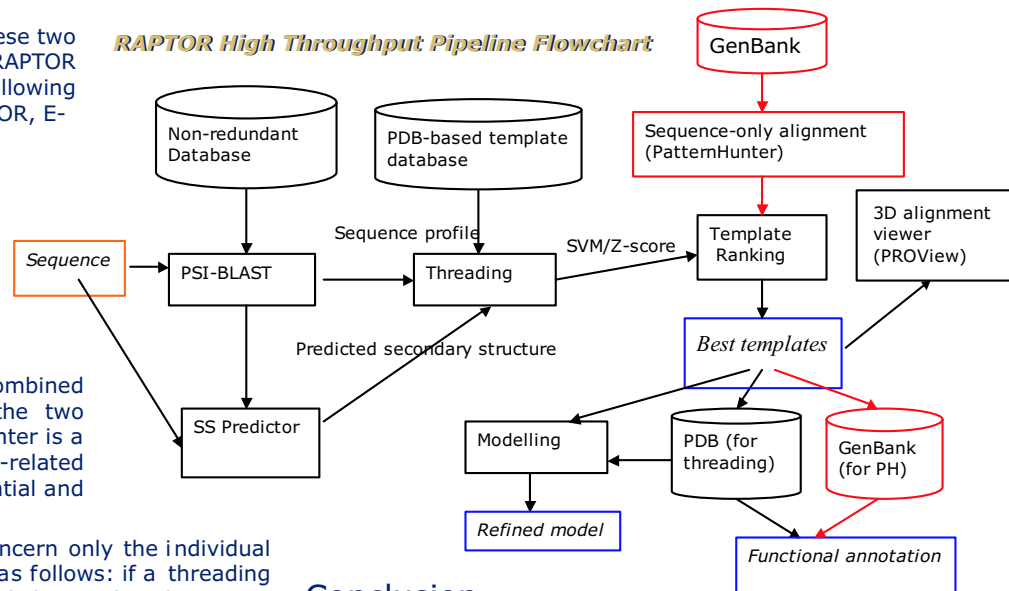 ese two
RAPTOR
llowing
OR, E-
RAPTOR High Throughput Pipeline Flowchart
GenBank
Non-redundant
Database
PDB-based template
database
Sequence-only alignment
(PatternHunter)
Sequence
PSI-BLAST
Sequence profile
Threading
SVM/Z-score
Template
Ranking
3D alignment
viewer
(PROView)
Predicted secondary structure
Best templates
SS Predictor
Modelling
PDB (for
threading)
GenBank
(for PH)
Refined model
Functional annotation
ombined
the two
nter is a
-related
ntial and
ncern only the individual
as follows: if a threading
Conclusion